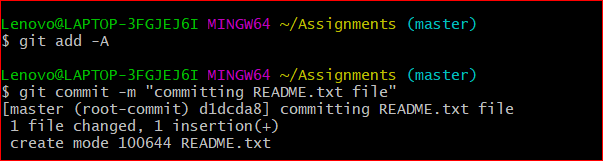 Lenovo@LAPTOP-3FGJEJ6I MINGW64 ~/Assignments (master)
$ git add -A
Lenovo@LAPTOP-3FGJEJ6I MINGW64 ~/Assignments (master)
$ git commit -m "committing README.txt file"
[master (root-commit) d1dcda8] committing README.txt file
 1 file changed, 1 insertion(+)
 create mode 100644 README.txt